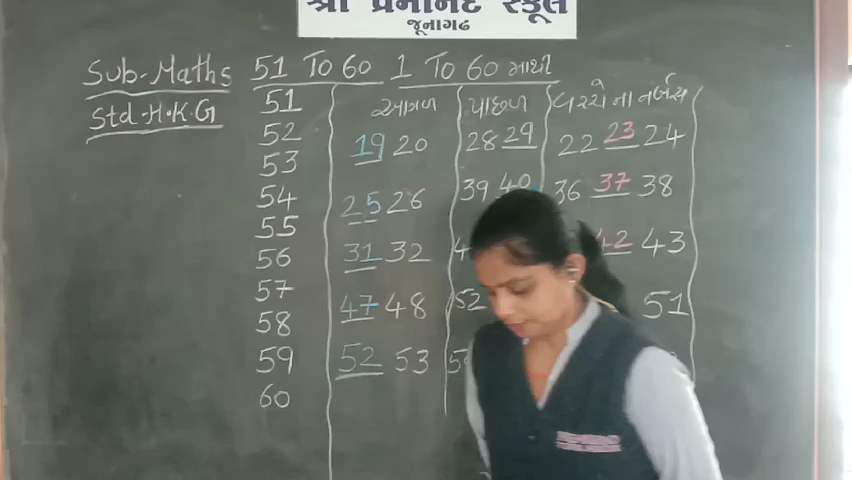 શ્રી પ્રેમાનંદ સ્કૂલ
જૂનાગઢ
Sub-Maths 51 To 60 1 To 60 માથી
Std-H.K.G 51 આગળ પાછળ વચ્ચે ના નર્બસ
52 19 20 28 29 22 23 24
53
54 25 26 39 40 36 37 38
55
56 31 32 42 43
57
58 47 48 52 51
59 52 53
60